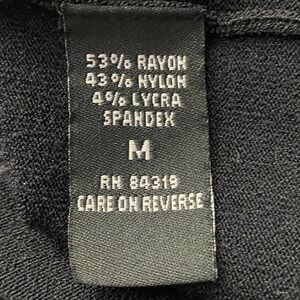 53% RAYON
43% NYLON
4% LYCRA
SPANDEX
M
RN 84319
CARE ON REVERSE